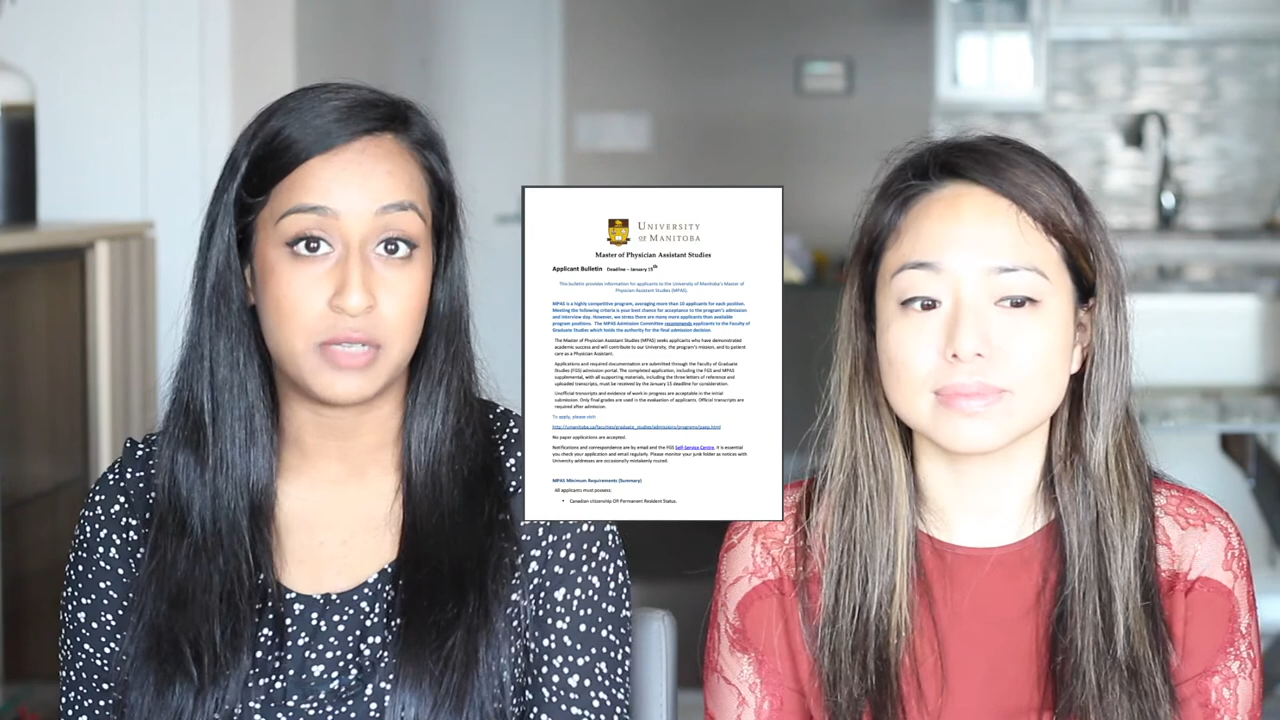 UNIVERSITY
OF MANITOBA
Master of Physician Assistant Studies
Applicant Bulletin Deadline – January 15th
This bulletin provides information for applicants to the University of Manitoba's Master of
Physician Assistant Studies (MPAS).
MPAS is a highly competitive program, averaging more than 10 applicants for each position.
Meeting the following criteria is your best chance for acceptance to the program's admission
and interview day. However, we stress there are many more applicants than available
program positions. The MPAS Admission Committee recommends applicants to the Faculty of
Graduate Studies which holds the authority for the final admission decision.
The Master of Physician Assistant Studies (MPAS) seeks applicants who have demonstrated
academic success and will contribute to our University, the program's mission, and to patient
care as a Physician Assistant.
Applications and required documentation are submitted through the Faculty of Graduate
Studies (FGS) admission portal. The completed application, including the FGS and MPAS
supplemental, with all supporting materials, including the three letters of reference and
uploaded transcripts, must be received by the January 15 deadline for consideration.
Unofficial transcripts and evidence of work in progress are acceptable in the initial
submission. Only final grades are used in the evaluation of applicants. Official transcripts are
required after admission.
To apply, please visit:
http://umanitoba.ca/faculties/graduate_studies/admissions/programs/paep.html
No paper applications are accepted.
Notifications and correspondence are by email and the FGS Self-Service Centre. It is essential
you check your application and email regularly. Please monitor your junk folder as notices with
University addresses are occasionally mistakenly routed.
MPAS Minimum Requirements (Summary)
All applicants must possess:
• Canadian citizenship OR Permanent Resident Status.